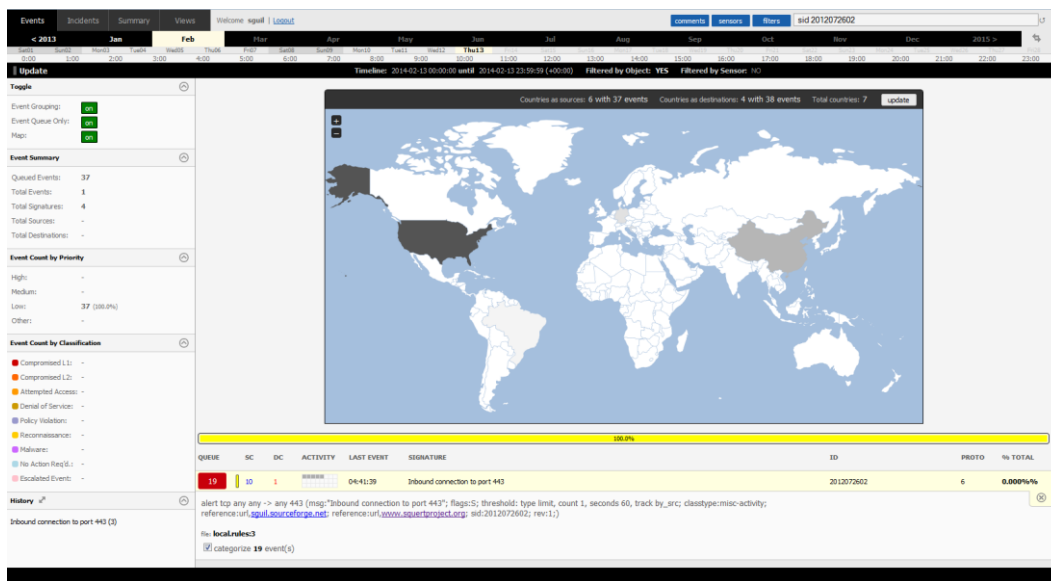 Events Incidents Summary Views Welcome sguil | Logout comments sensors filters sid 2012072602
< 2013 Jan Feb Mar Apr May Jun Jul Aug Sep Oct Nov Dec 2015 >
Sat01 Sun02 Mon03 Tue04 Wed05 Thu06 Fri07 Sat08 Sun09 Mon10 Tue11 Wed12 Thu13
0:00 1:00 2:00 3:00 4:00 5:00 6:00 7:00 8:00 9:00 10:00 11:00 12:00 13:00 14:00 15:00 16:00 17:00 18:00 19:00 20:00 21:00 22:00 23:00
Update Timeline: 2014-02-13 00:00:00 until 2014-02-13 23:59:59 (+00:00) Filtered by Object: YES Filtered by Sensor: NO
Toggle
Event Grouping: on
Event Queue Only: on
Map: on
Event Summary
Queued Events: 37
Total Events: 1
Total Signatures: 4
Total Sources: -
Total Destinations: -
Event Count by Priority
High: -
Medium: -
Low: 37 (100.0%)
Other: -
Event Count by Classification
Compromised L1: -
Compromised L2: -
Attempted Access: -
Denial of Service: -
Policy Violation: -
Reconnaissance: -
Malware: -
No Action Req'd.: -
Escalated Event: -
History
Inbound connection to port 443 (3)
Countries as sources: 6 with 37 events Countries as destinations: 4 with 38 events Total countries: 7 update
+
-
100.0%
QUEUE SC DC ACTIVITY LAST EVENT SIGNATURE ID PROTO % TOTAL
19 10 1 04:41:39 Inbound connection to port 443 2012072602 6 0.000%%
alert tcp any any -> any 443 (msg:"Inbound connection to port 443"; flags:S; threshold: type limit, count 1, seconds 60, track by_src; classtype:misc-activity;
reference:url,sguil.sourceforge.net; reference:url,www.squertproject.org; sid:2012072602; rev:1;)
file: local.rules:3
categorize 19 event(s)